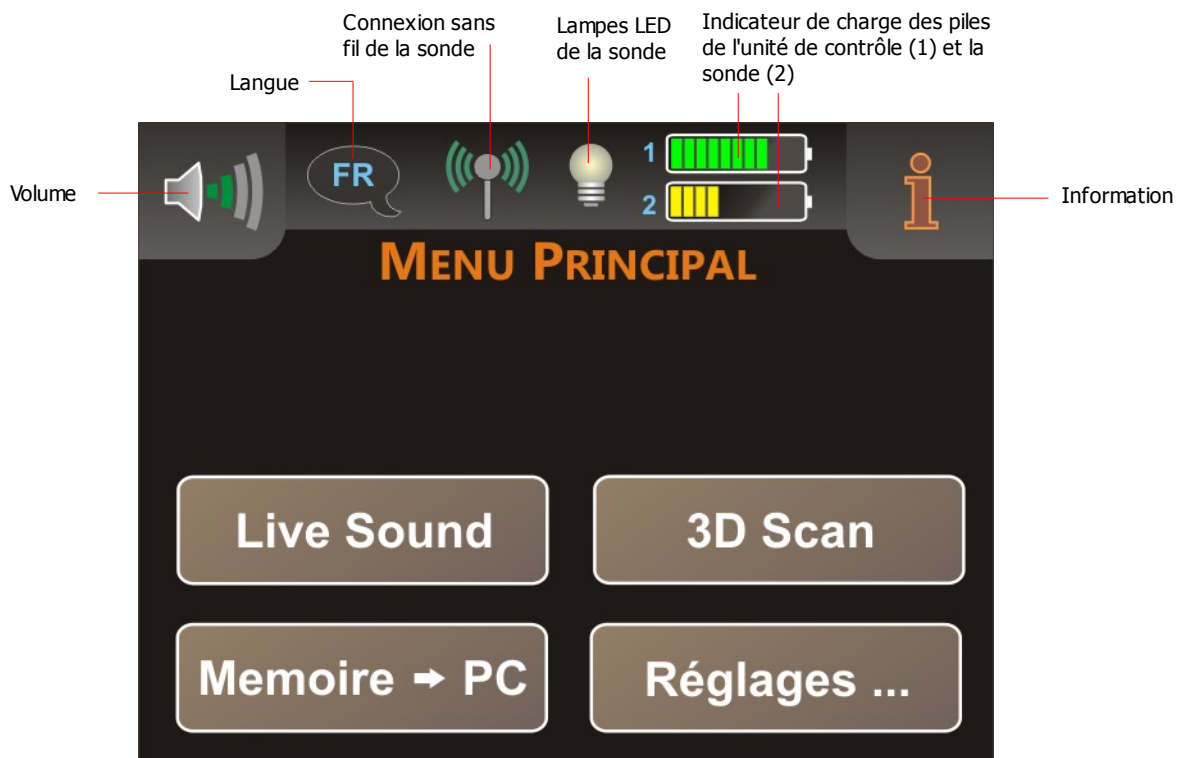 Connexion sans
fil de la sonde
Lampes LED
de la sonde
Indicateur de charge des piles
de l'unité de contrôle (1) et la
sonde (2)
Langue
Volume
FR
1
2
i
Information
MENU PRINCIPAL
Live Sound
3D Scan
Memoire ➡ PC
Réglages ...